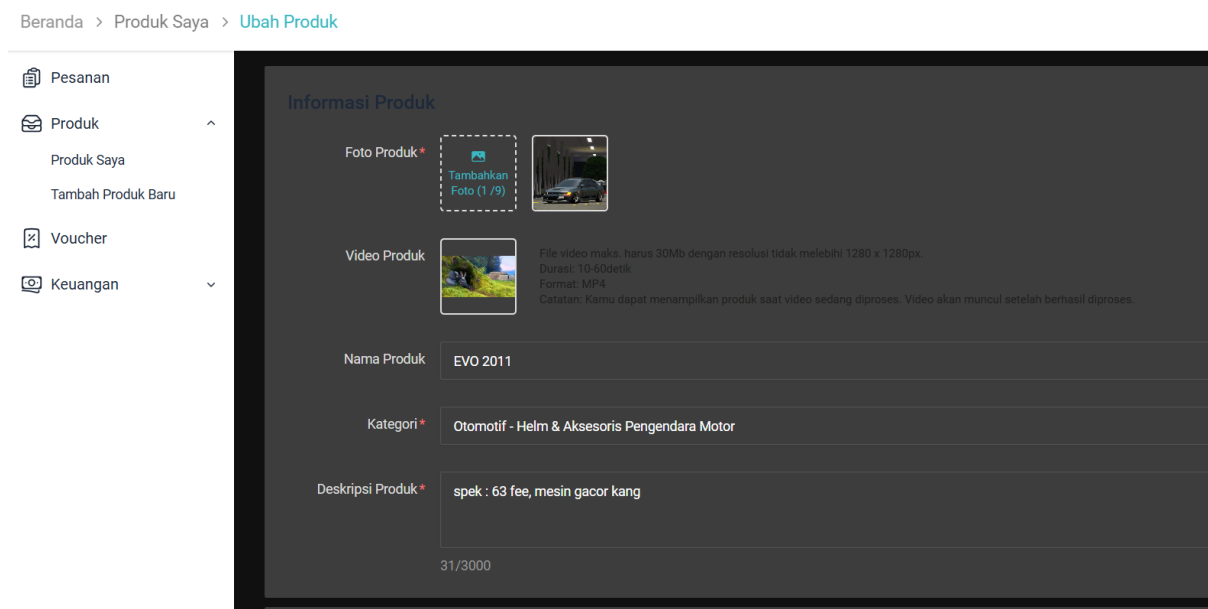 Beranda > Produk Saya > Ubah Produk
Pesanan
Produk
Produk Saya
Tambah Produk Baru
Voucher
Keuangan
Informasi Produk
Foto Produk*
Tambahkan
Foto (1 /9)
Video Produk
File video maks. harus 30Mb dengan resolusi tidak melebihi 1280 x 1280px.
Durasi: 10-60detik
Format: MP4
Catatan: Kamu dapat menampilkan produk saat video sedang diproses. Video akan muncul setelah berhasil diproses.
Nama Produk
EVO 2011
Kategori*
Otomotif - Helm & Aksesoris Pengendara Motor
Deskripsi Produk*
spek : 63 fee, mesin gacor kang
31/3000